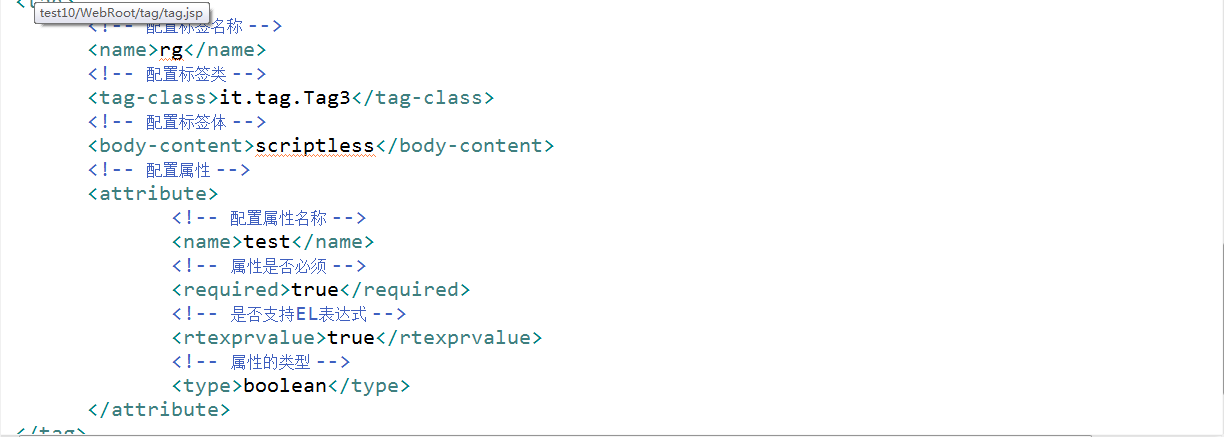 <tag>
test10/WebRoot/tag/tag.jsp
<!-- 配置标签名称 -->
<name>rg</name>
<!-- 配置标签类 -->
<tag-class>it.tag.Tag3</tag-class>
<!-- 配置标签体 -->
<body-content>scriptless</body-content>
<!-- 配置属性 -->
<attribute>
<!-- 配置属性名称 -->
<name>test</name>
<!-- 属性是否必须 -->
<required>true</required>
<!-- 是否支持EL表达式 -->
<rtexprvalue>true</rtexprvalue>
<!-- 属性的类型 -->
<type>boolean</type>
</attribute>
</tag>